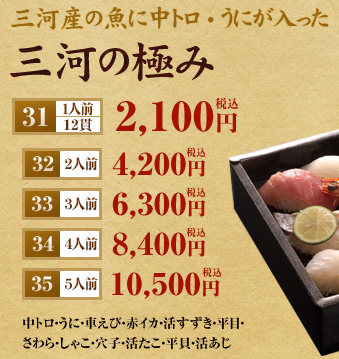 三河産の魚に中トロ・うにが入った
三河の極み
31 1人前 12貫 2,100円 税込
32 2人前 4,200円 税込
33 3人前 6,300円 税込
34 4人前 8,400円 税込
35 5人前 10,500円 税込
中トロ・うに・車えび・赤イカ・活すずき・平目・
さわら・しゃこ・穴子・活たこ・平貝・活あじ